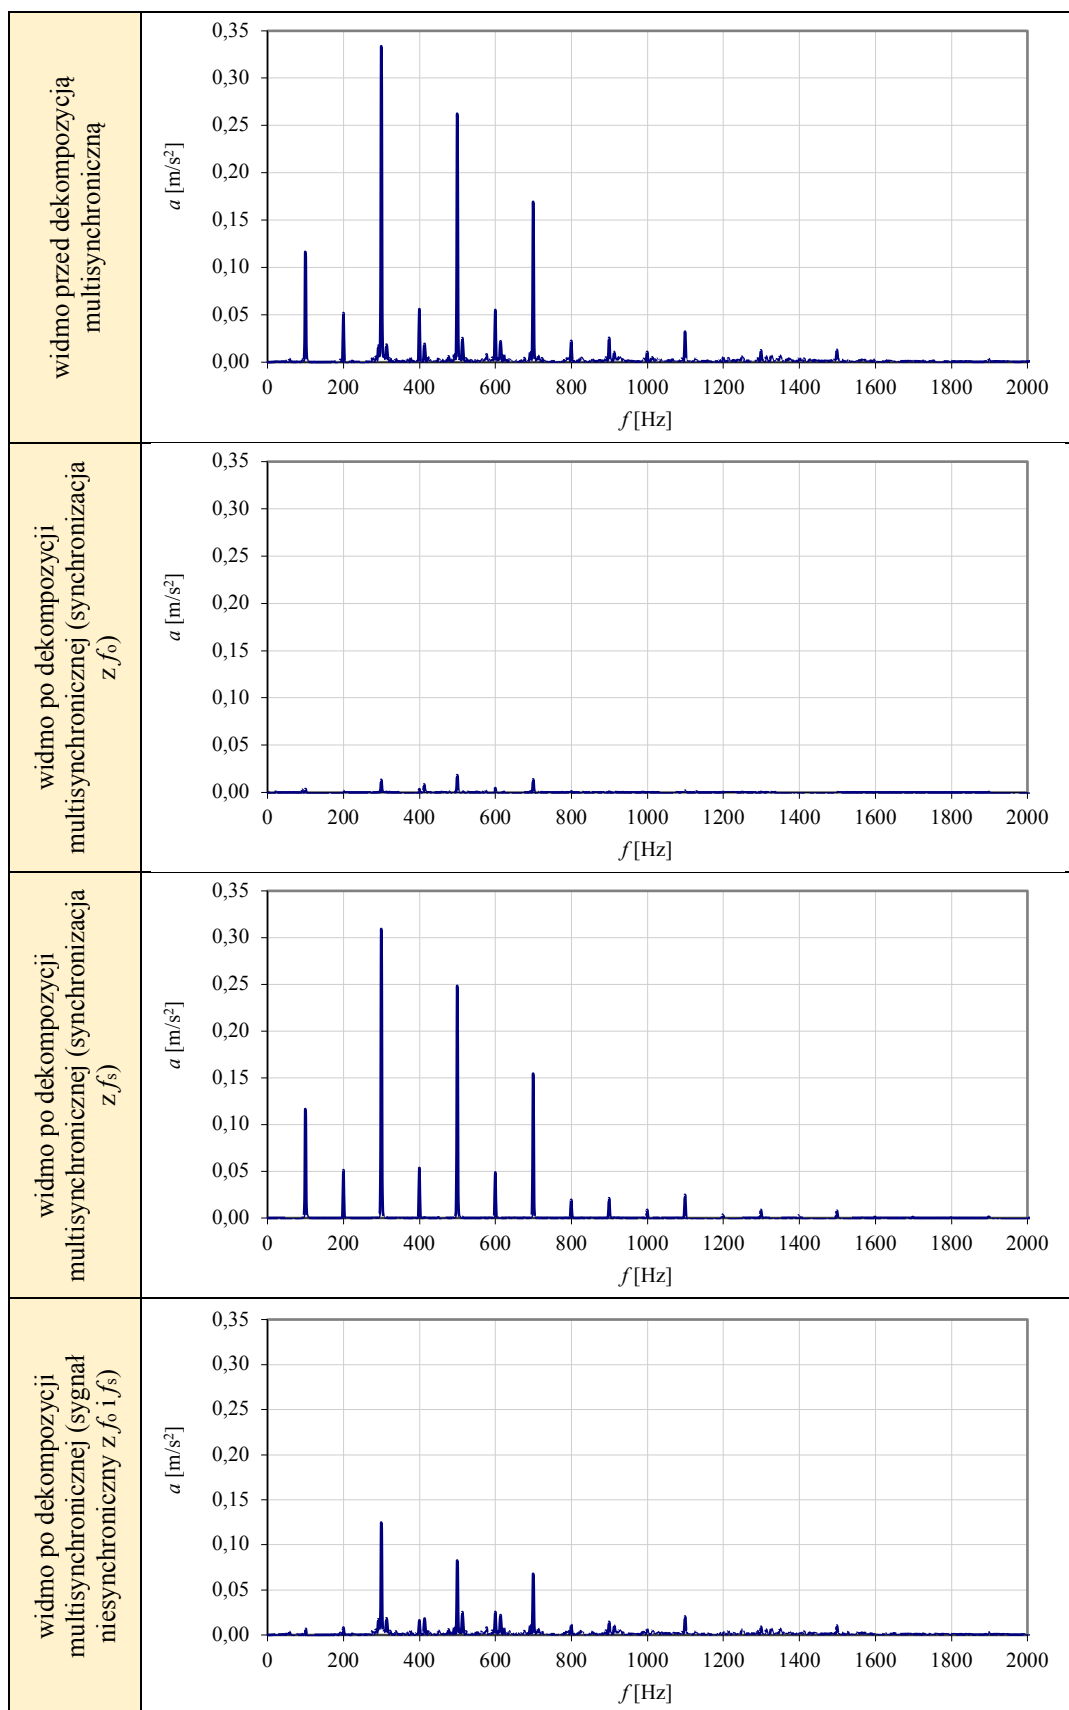 widmo przed dekompozycją
multisynchroniczną
0,35
0,30
0,25
0,20
0,15
0,10
0,05
0,00
a [m/s²]
0 200 400 600 800 1000 1200 1400 1600 1800 2000
f [Hz]
widmo po dekompozycji
multisynchronicznej (synchronizacja
z fo)
0,35
0,30
0,25
0,20
0,15
0,10
0,05
0,00
a [m/s²]
0 200 400 600 800 1000 1200 1400 1600 1800 2000
f [Hz]
widmo po dekompozycji
multisynchronicznej (synchronizacja
z fs)
0,35
0,30
0,25
0,20
0,15
0,10
0,05
0,00
a [m/s²]
0 200 400 600 800 1000 1200 1400 1600 1800 2000
f [Hz]
widmo po dekompozycji
multisynchronicznej (sygnał
niesynchroniczny z fo i fs)
0,35
0,30
0,25
0,20
0,15
0,10
0,05
0,00
a [m/s²]
0 200 400 600 800 1000 1200 1400 1600 1800 2000
f [Hz]